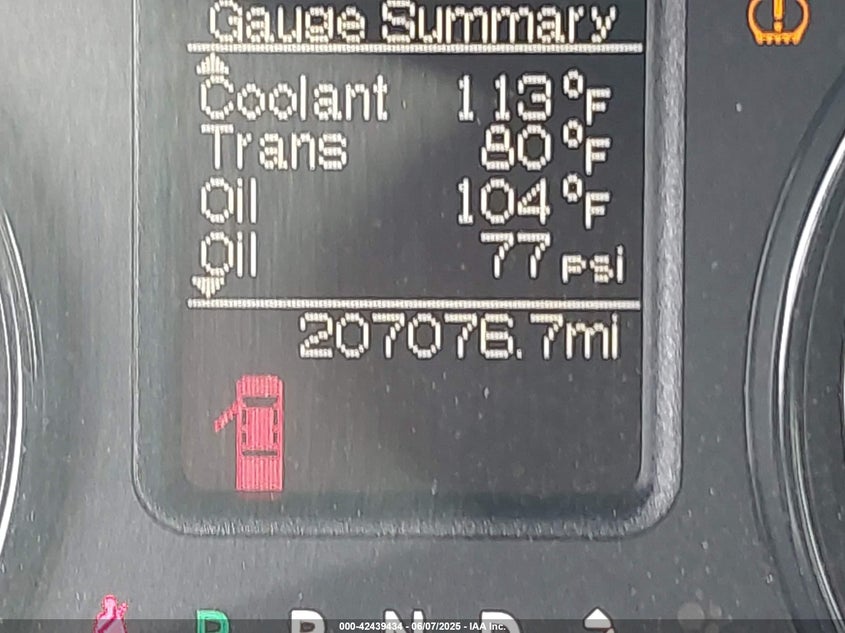 Gauge Summary
Coolant 113°F
Trans 80°F
Oil 104°F
Oil 77 psi
207076.7mi
P R N D
000-42439434 - 06/07/2025 - IAA Inc.